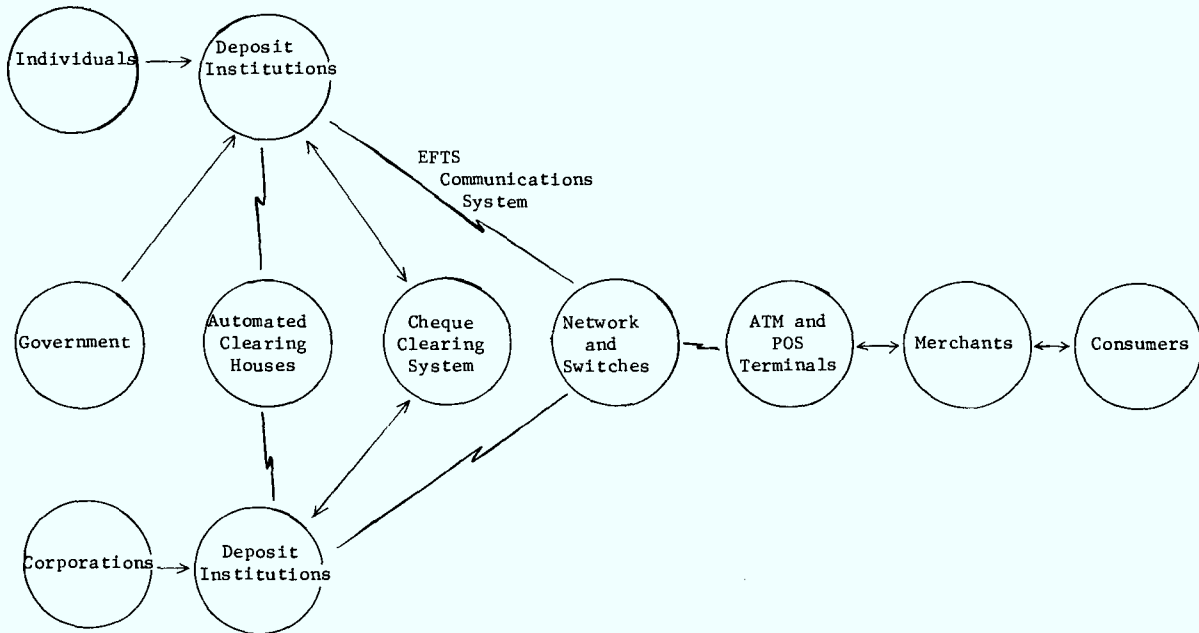 Individuals
Deposit
Institutions
EFTS
Communications
System
Government
Automated
Clearing
Houses
Cheque
Clearing
System
Network
and
Switches
ATM and
POS
Terminals
Merchants
Consumers
Corporations
Deposit
Institutions